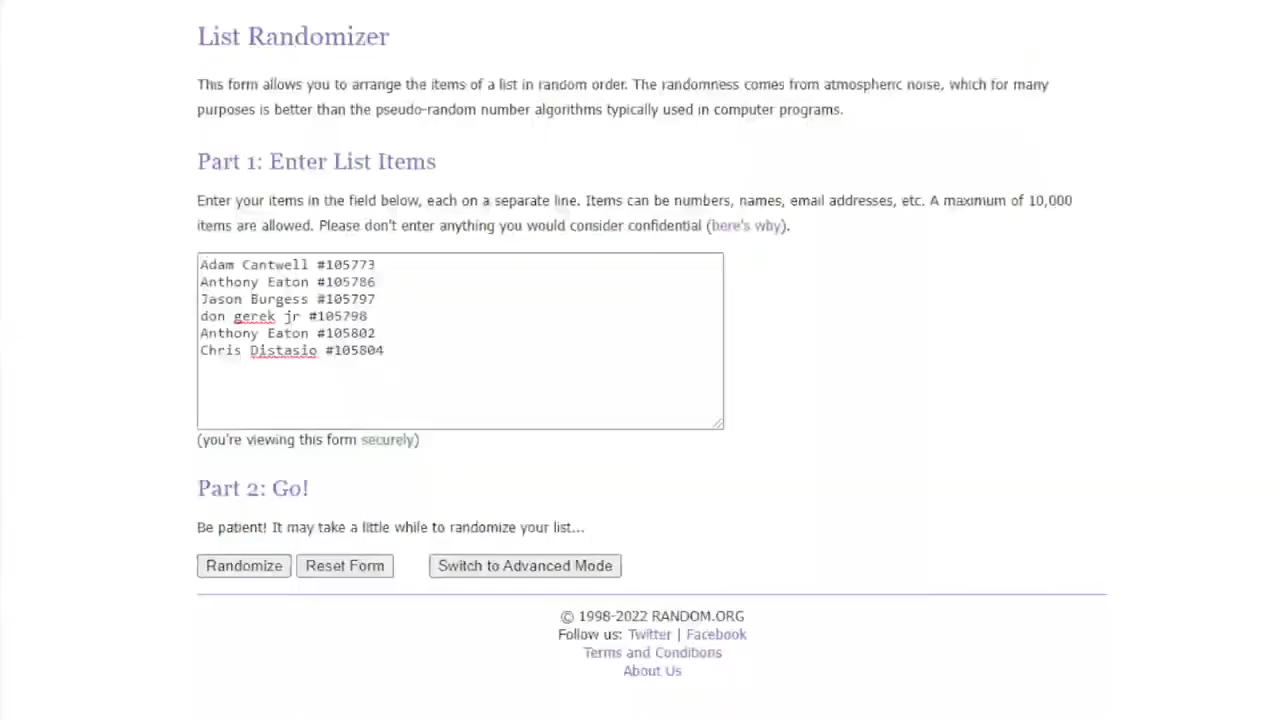 List Randomizer
This form allows you to arrange the items of a list in random order. The randomness comes from atmospheric noise, which for many
purposes is better than the pseudo-random number algorithms typically used in computer programs.
Part 1: Enter List Items
Enter your items in the field below, each on a separate line. Items can be numbers, names, email addresses, etc. A maximum of 10,000
items are allowed. Please don't enter anything you would consider confidential (here's why).
Adam Cantwell #105773
Anthony Eaton #105786
Jason Burgess #105797
don gerek jr #105798
Anthony Eaton #105802
Chris Distasio #105804
(you're viewing this form securely)
Part 2: Go!
Be patient! It may take a little while to randomize your list...
Randomize Reset Form Switch to Advanced Mode
© 1998-2022 RANDOM.ORG
Follow us: Twitter | Facebook
Terms and Conditions
About Us